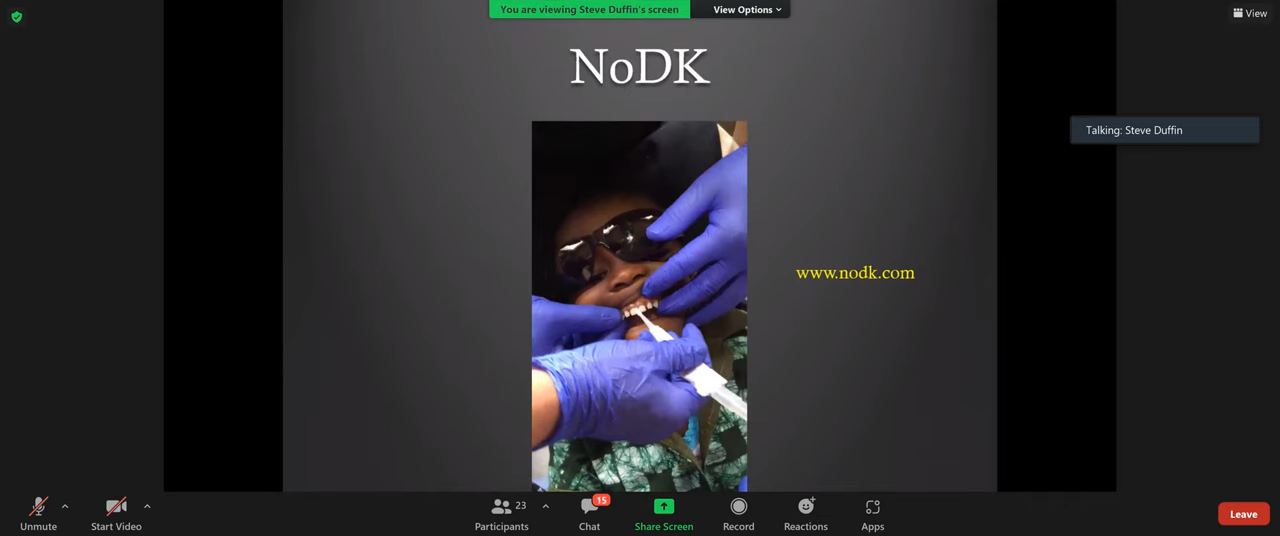 You are viewing Steve Duffin's screen
View Options
View
NoDK
Talking: Steve Duffin
www.nodk.com
Unmute
Start Video
23
Participants
15
Chat
Share Screen
Record
Reactions
Apps
Leave